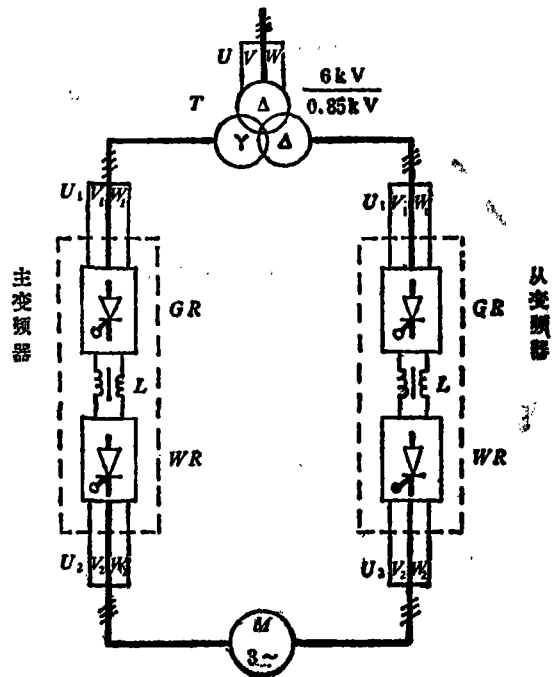 U V W
6kV
T Δ 0.85kV
Y Δ
U₁ V₁ W₁
U₁ V₁ W₁
主变频器
GR
GR
从变频器
L
L
WR
WR
U₂ V₂ W₂
U₂ V₂ W₂
M
3~